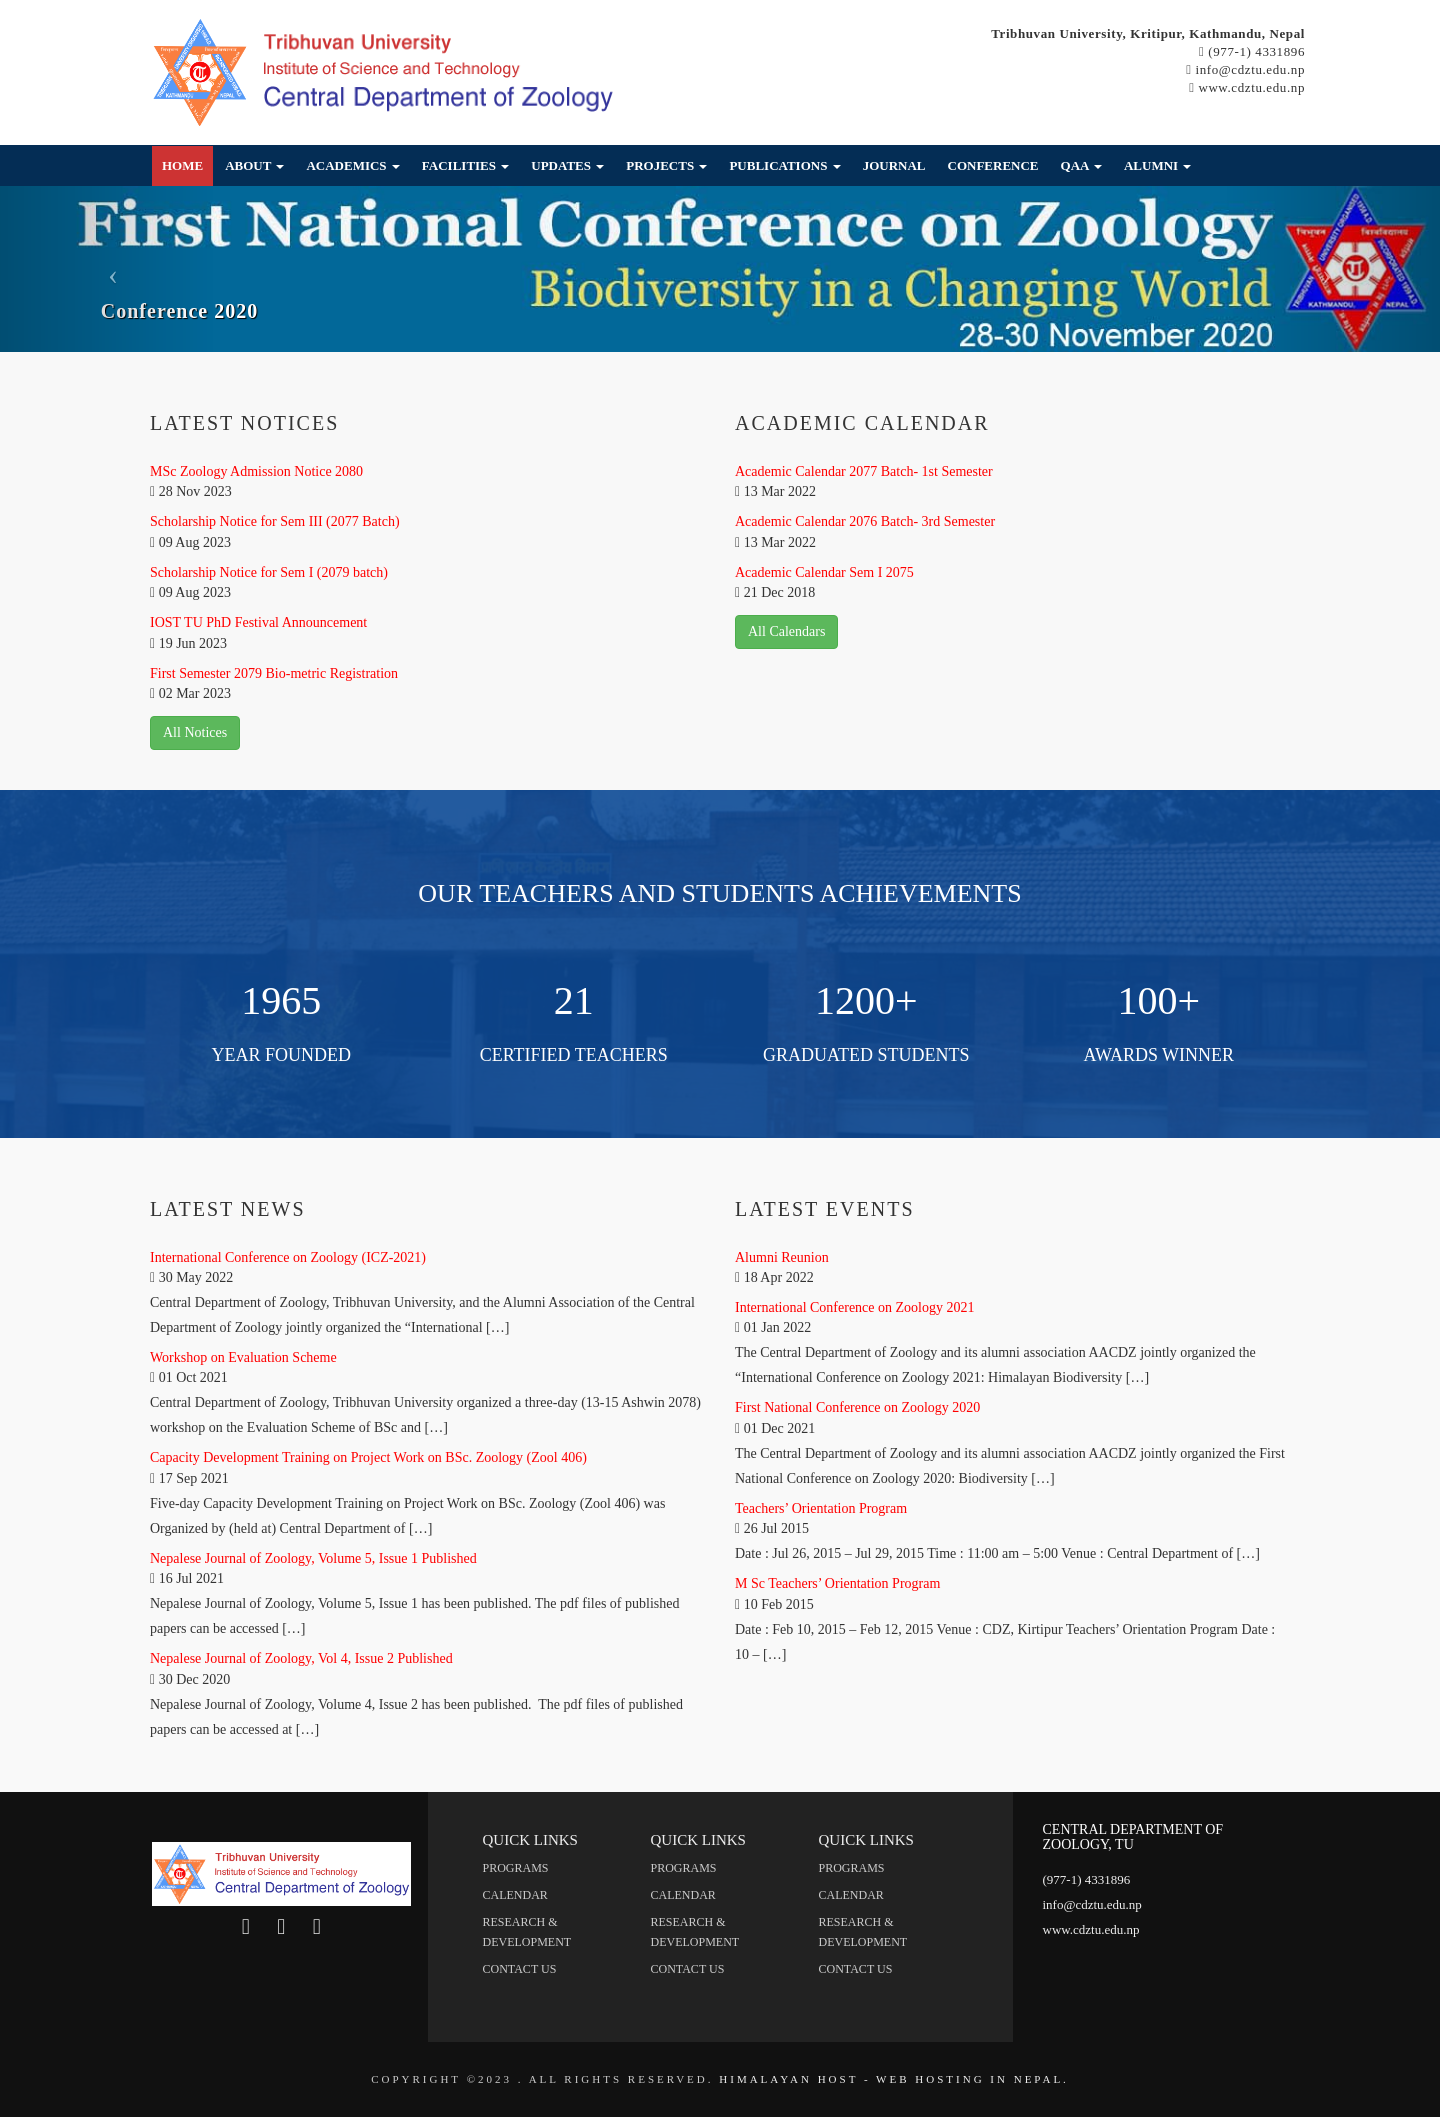 Tribhuvan University
Institute of Science and Technology
Central Department of Zoology
Tribhuvan University, Kritipur, Kathmandu, Nepal
(977-1) 4331896
info@cdztu.edu.np
www.cdztu.edu.np
HOME ABOUT ACADEMICS FACILITIES UPDATES PROJECTS PUBLICATIONS JOURNAL CONFERENCE QAA ALUMNI
First National Conference on Zoology
Biodiversity in a Changing World
28-30 November 2020
‹
Conference 2020
LATEST NOTICES
MSc Zoology Admission Notice 2080
28 Nov 2023
Scholarship Notice for Sem III (2077 Batch)
09 Aug 2023
Scholarship Notice for Sem I (2079 batch)
09 Aug 2023
IOST TU PhD Festival Announcement
19 Jun 2023
First Semester 2079 Bio-metric Registration
02 Mar 2023
All Notices
ACADEMIC CALENDAR
Academic Calendar 2077 Batch- 1st Semester
13 Mar 2022
Academic Calendar 2076 Batch- 3rd Semester
13 Mar 2022
Academic Calendar Sem I 2075
21 Dec 2018
All Calendars
OUR TEACHERS AND STUDENTS ACHIEVEMENTS
1965
YEAR FOUNDED
21
CERTIFIED TEACHERS
1200+
GRADUATED STUDENTS
100+
AWARDS WINNER
LATEST NEWS
International Conference on Zoology (ICZ-2021)
30 May 2022
Central Department of Zoology, Tribhuvan University, and the Alumni Association of the Central
Department of Zoology jointly organized the “International […]
Workshop on Evaluation Scheme
01 Oct 2021
Central Department of Zoology, Tribhuvan University organized a three-day (13-15 Ashwin 2078)
workshop on the Evaluation Scheme of BSc and […]
Capacity Development Training on Project Work on BSc. Zoology (Zool 406)
17 Sep 2021
Five-day Capacity Development Training on Project Work on BSc. Zoology (Zool 406) was
Organized by (held at) Central Department of […]
Nepalese Journal of Zoology, Volume 5, Issue 1 Published
16 Jul 2021
Nepalese Journal of Zoology, Volume 5, Issue 1 has been published. The pdf files of published
papers can be accessed […]
Nepalese Journal of Zoology, Vol 4, Issue 2 Published
30 Dec 2020
Nepalese Journal of Zoology, Volume 4, Issue 2 has been published.  The pdf files of published
papers can be accessed at […]
LATEST EVENTS
Alumni Reunion
18 Apr 2022
International Conference on Zoology 2021
01 Jan 2022
The Central Department of Zoology and its alumni association AACDZ jointly organized the
“International Conference on Zoology 2021: Himalayan Biodiversity […]
First National Conference on Zoology 2020
01 Dec 2021
The Central Department of Zoology and its alumni association AACDZ jointly organized the First
National Conference on Zoology 2020: Biodiversity […]
Teachers’ Orientation Program
26 Jul 2015
Date : Jul 26, 2015 – Jul 29, 2015 Time : 11:00 am – 5:00 Venue : Central Department of […]
M Sc Teachers’ Orientation Program
10 Feb 2015
Date : Feb 10, 2015 – Feb 12, 2015 Venue : CDZ, Kirtipur Teachers’ Orientation Program Date :
10 – […]
Tribhuvan University
Institute of Science and Technology
Central Department of Zoology
QUICK LINKS
PROGRAMS
CALENDAR
RESEARCH &
DEVELOPMENT
CONTACT US
QUICK LINKS
PROGRAMS
CALENDAR
RESEARCH &
DEVELOPMENT
CONTACT US
QUICK LINKS
PROGRAMS
CALENDAR
RESEARCH &
DEVELOPMENT
CONTACT US
CENTRAL DEPARTMENT OF
ZOOLOGY, TU
(977-1) 4331896
info@cdztu.edu.np
www.cdztu.edu.np
COPYRIGHT ©2023 . ALL RIGHTS RESERVED. HIMALAYAN HOST - WEB HOSTING IN NEPAL.